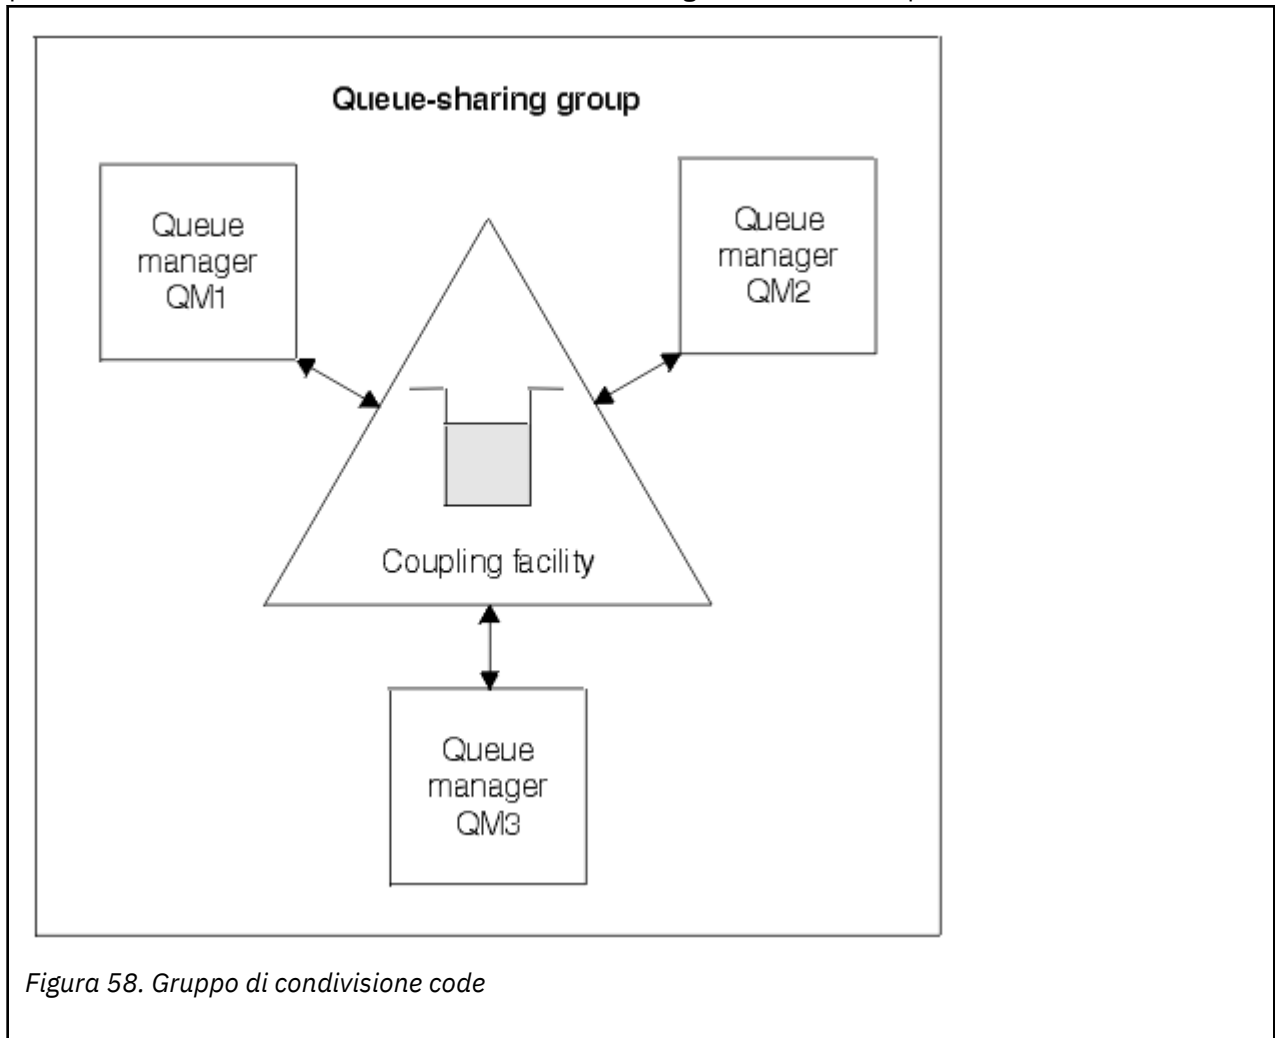 Queue-sharing group
Queue
manager
QM1
Queue
manager
QM2
Coupling facility
Queue
manager
QM3
Figura 58. Gruppo di condivisione code